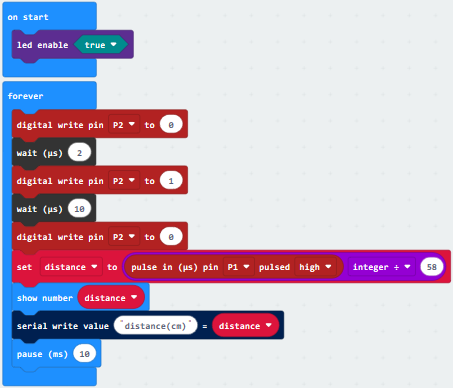 on start
led enable true
forever
digital write pin P2 to 0
wait (µs) 2
digital write pin P2 to 1
wait (µs) 10
digital write pin P2 to 0
set distance to pulse in (µs) pin P1 pulsed high integer ÷ 58
show number distance
serial write value "distance(cm)" = distance
pause (ms) 10